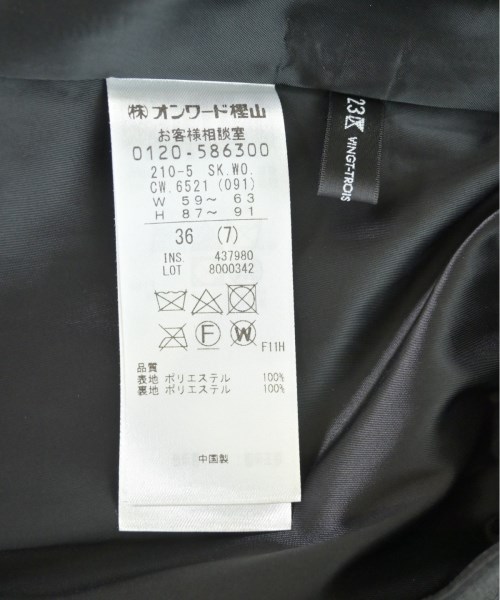 ㈱オンワード樫山
お客様相談室
0120-586300
210-5 SK.WO.
CW.6521 (091)
W 59～ 63
H 87～ 91
36 (7)
INS. 437980
LOT 8000342
F W F11H
品質
表地 ポリエステル 100%
裏地 ポリエステル 100%
中国製
23区 VINGT-TROIS